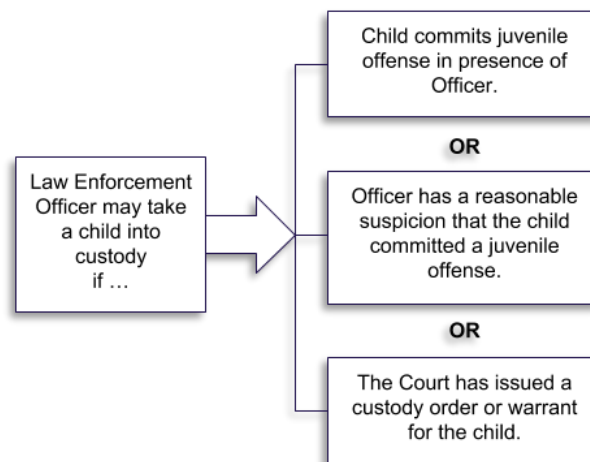 Law Enforcement
Officer may take
a child into
custody
if …
Child commits juvenile
offense in presence of
Officer.
OR
Officer has a reasonable
suspicion that the child
committed a juvenile
offense.
OR
The Court has issued a
custody order or warrant
for the child.